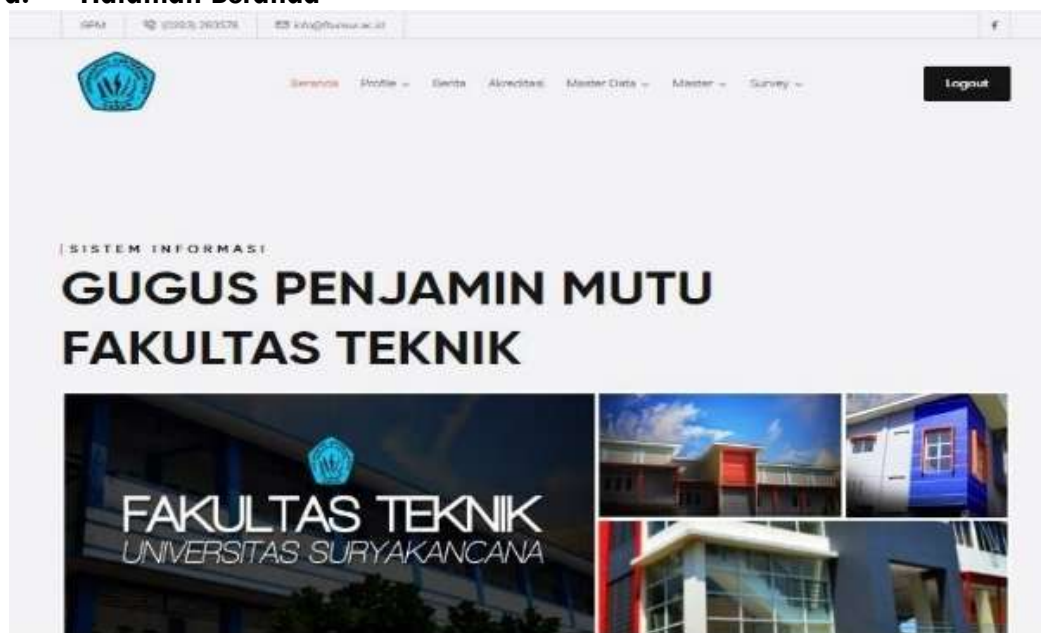 Halaman Beranda
GPM
Beranda Profile Berita Akreditasi Master Data Master Survey Logout
SISTEM INFORMASI
GUGUS PENJAMIN MUTU
FAKULTAS TEKNIK
FAKULTAS TEKNIK
UNIVERSITAS SURYAKANCANA